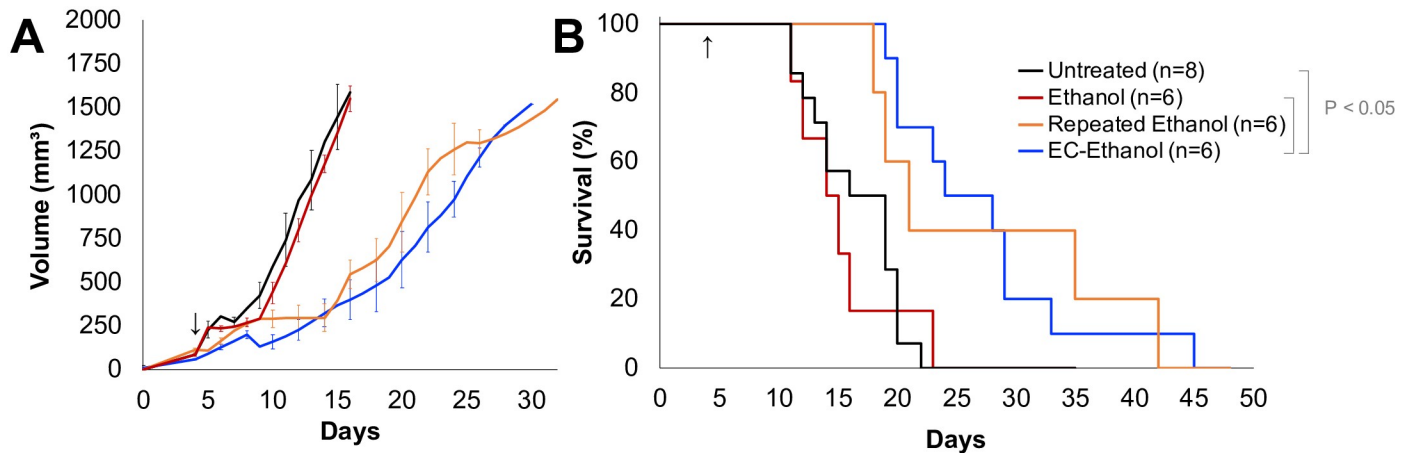 A
Volume (mm³)
2000
1750
1500
1250
1000
750
500
250
0
↓
0 5 10 15 20 25 30
Days
B
Survival (%)
100
80
60
40
20
0
↑
Untreated (n=8)
Ethanol (n=6)
Repeated Ethanol (n=6)
EC-Ethanol (n=6)
P < 0.05
0 5 10 15 20 25 30 35 40 45 50
Days